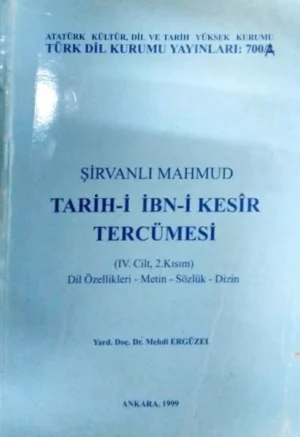 ATATÜRK KÜLTÜR, DİL VE TARİH YÜKSEK KURUMU
TÜRK DİL KURUMU YAYINLARI: 700/
ŞİRVANLI MAHMUD
TARİH-İ İBN-İ KESÎR
TERCÜMESİ
(IV. Cilt, 2.Kısım)
Dil Özellikleri - Metin - Sözlük - Dizin
Yard. Doç. Dr. Mehdi ERGÜZEL
ANKARA, 1999